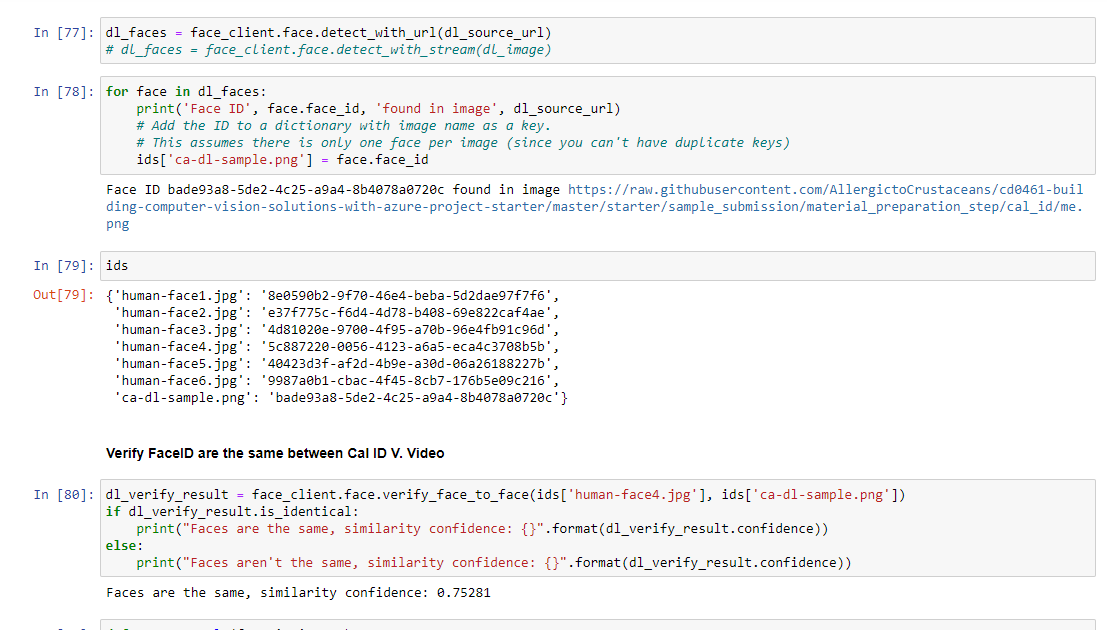 In [77]: dl_faces = face_client.face.detect_with_url(dl_source_url)
# dl_faces = face_client.face.detect_with_stream(dl_image)
In [78]: for face in dl_faces:
    print('Face ID', face.face_id, 'found in image', dl_source_url)
    # Add the ID to a dictionary with image name as a key.
    # This assumes there is only one face per image (since you can't have duplicate keys)
    ids['ca-dl-sample.png'] = face.face_id
Face ID bade93a8-5de2-4c25-a9a4-8b4078a0720c found in image https://raw.githubusercontent.com/AllergictoCrustaceans/cd0461-buil
ding-computer-vision-solutions-with-azure-project-starter/master/starter/sample_submission/material_preparation_step/cal_id/me.
png
In [79]: ids
Out[79]: {'human-face1.jpg': '8e0590b2-9f70-46e4-beba-5d2dae97f7f6',
 'human-face2.jpg': 'e37f775c-f6d4-4d78-b408-69e822caf4ae',
 'human-face3.jpg': '4d81020e-9700-4f95-a70b-96e4fb91c96d',
 'human-face4.jpg': '5c887220-0056-4123-a6a5-eca4c3708b5b',
 'human-face5.jpg': '40423d3f-af2d-4b9e-a30d-06a26188227b',
 'human-face6.jpg': '9987a0b1-cbac-4f45-8cb7-176b5e09c216',
 'ca-dl-sample.png': 'bade93a8-5de2-4c25-a9a4-8b4078a0720c'}
Verify FaceID are the same between Cal ID V. Video
In [80]: dl_verify_result = face_client.face.verify_face_to_face(ids['human-face4.jpg'], ids['ca-dl-sample.png'])
if dl_verify_result.is_identical:
    print("Faces are the same, similarity confidence: {}".format(dl_verify_result.confidence))
else:
    print("Faces aren't the same, similarity confidence: {}".format(dl_verify_result.confidence))
Faces are the same, similarity confidence: 0.75281